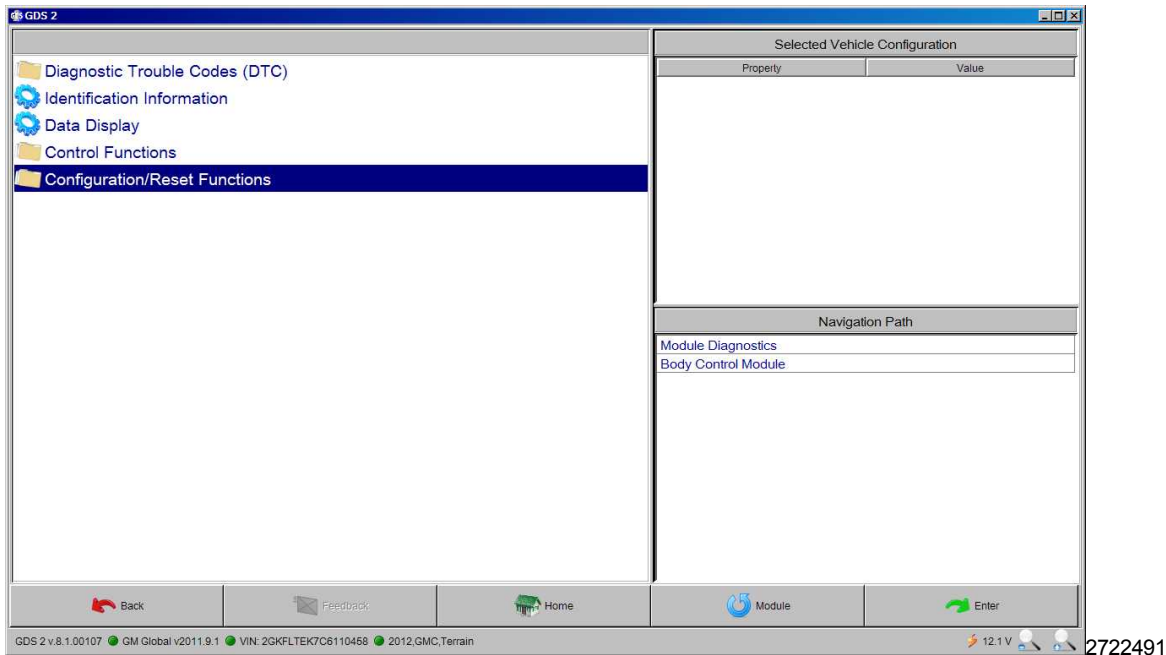 GDS 2
Selected Vehicle Configuration
Property Value
Diagnostic Trouble Codes (DTC)
Identification Information
Data Display
Control Functions
Configuration/Reset Functions
Navigation Path
Module Diagnostics
Body Control Module
Back Feedback Home Module Enter
GDS 2 v.8.1.00107 GM Global v2011.9.1 VIN: 2GKFLTEK7C6110458 2012,GMC,Terrain 12.1 V
2722491